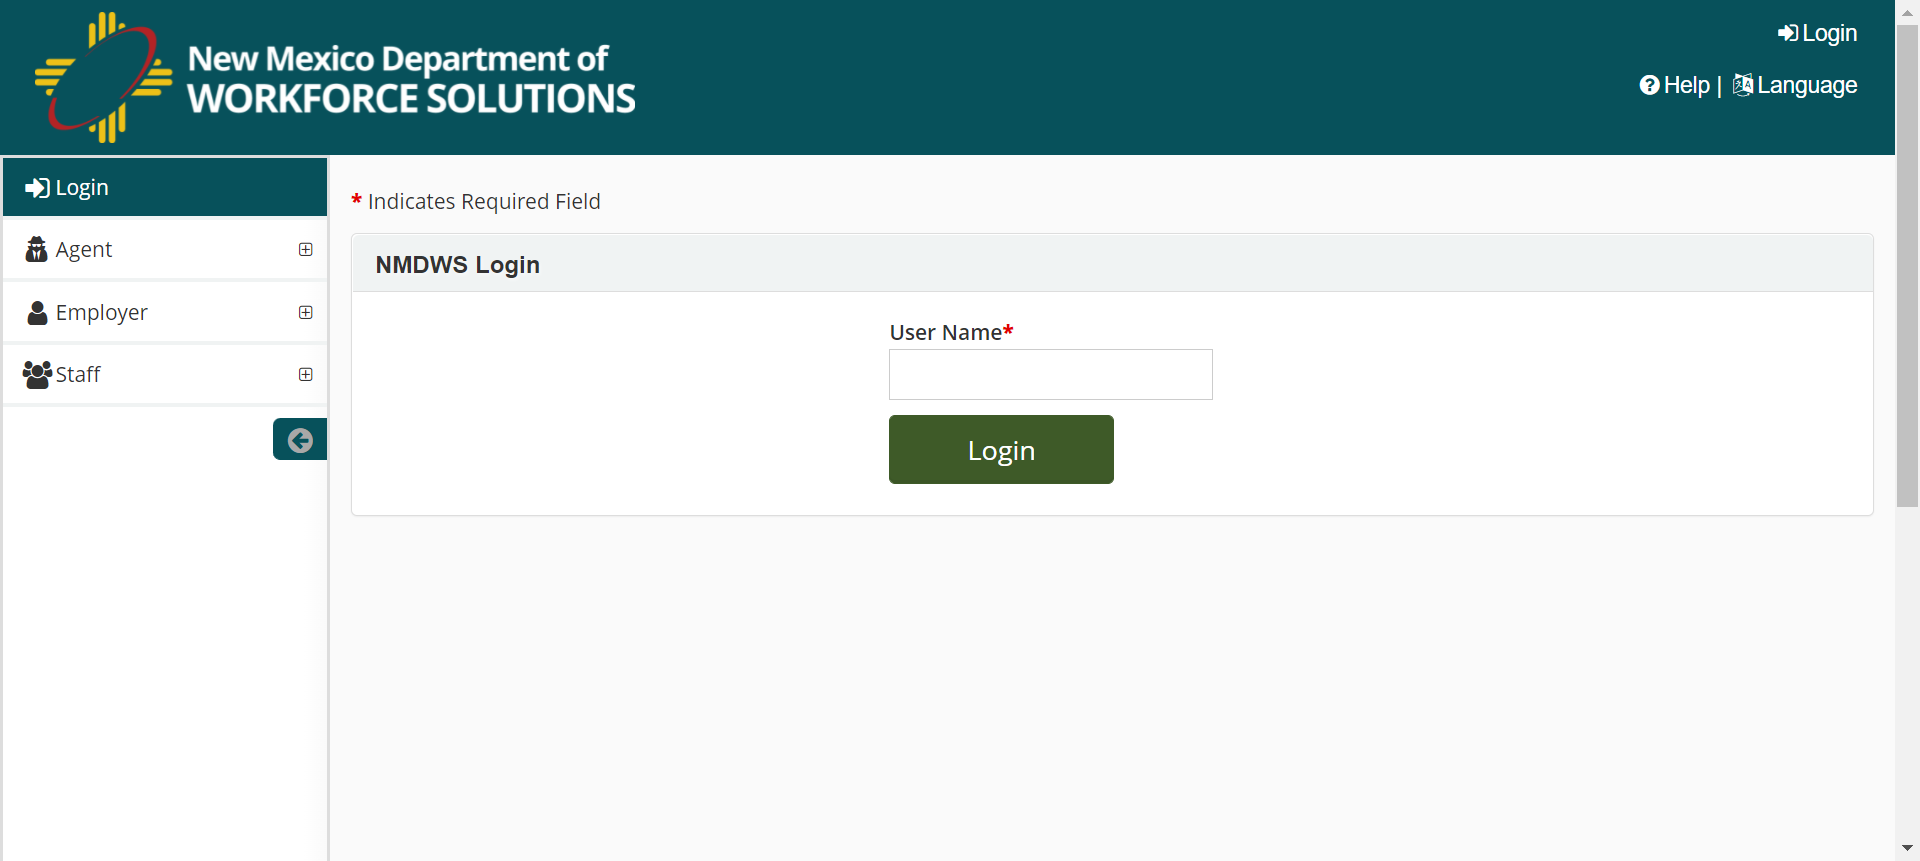 New Mexico Department of
WORKFORCE SOLUTIONS
Login
Help | Language
Login
Agent
Employer
Staff
* Indicates Required Field
NMDWS Login
User Name*
Login